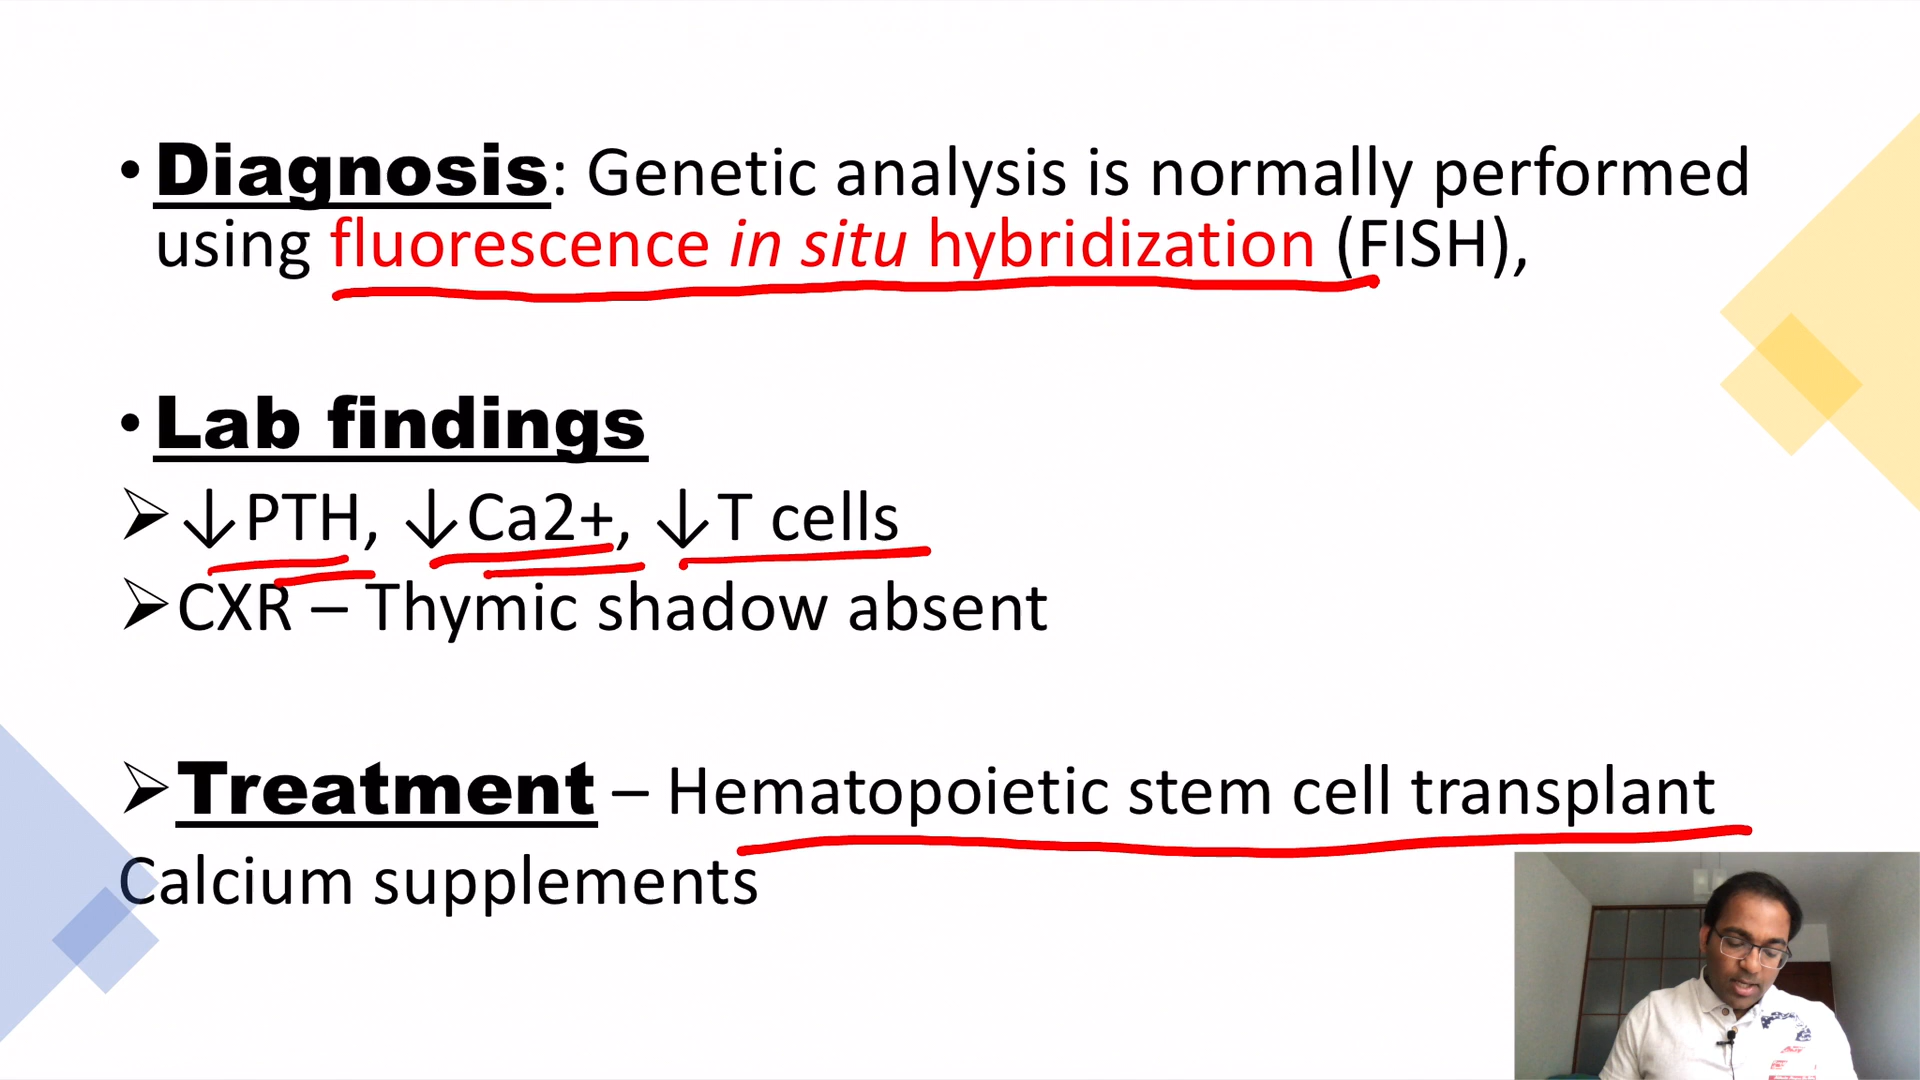 • Diagnosis: Genetic analysis is normally performed
using fluorescence in situ hybridization (FISH),
• Lab findings
➢↓PTH, ↓Ca2+, ↓T cells
➢CXR – Thymic shadow absent
➢Treatment – Hematopoietic stem cell transplant
Calcium supplements